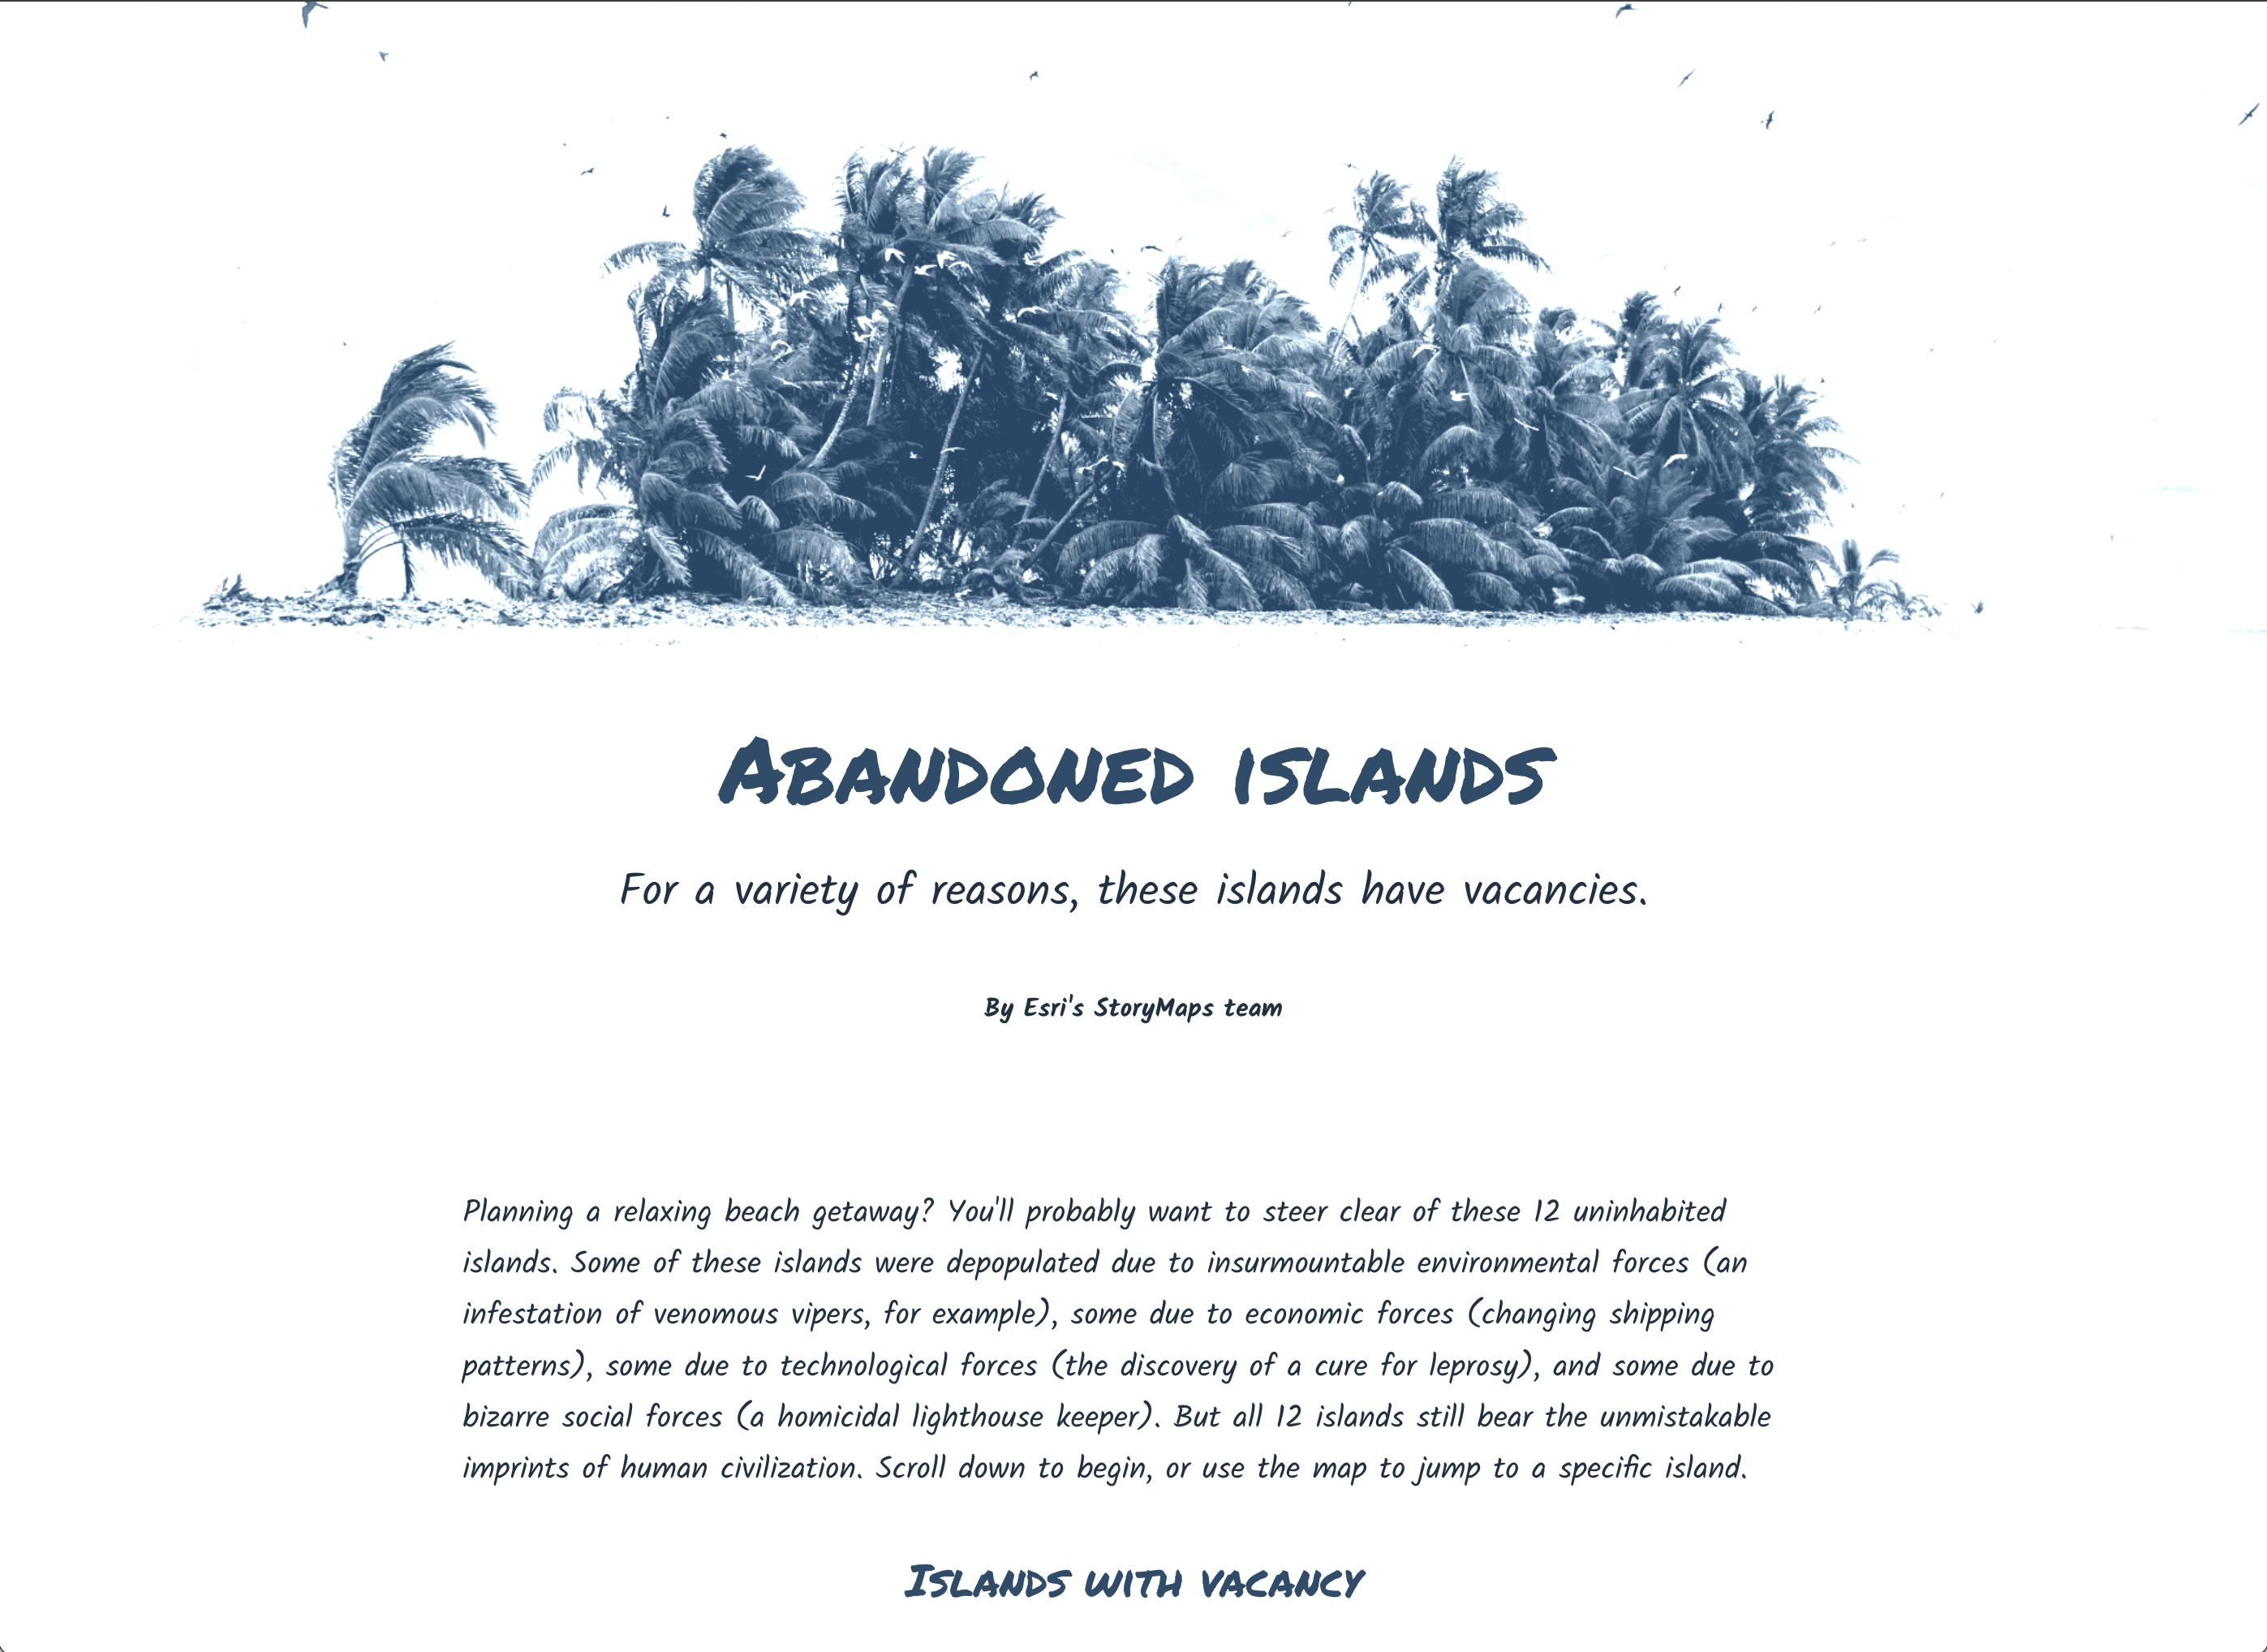 Abandoned islands
For a variety of reasons, these islands have vacancies.
By Esri's StoryMaps team
Planning a relaxing beach getaway? You'll probably want to steer clear of these 12 uninhabited
islands. Some of these islands were depopulated due to insurmountable environmental forces (an
infestation of venomous vipers, for example), some due to economic forces (changing shipping
patterns), some due to technological forces (the discovery of a cure for leprosy), and some due to
bizarre social forces (a homicidal lighthouse keeper). But all 12 islands still bear the unmistakable
imprints of human civilization. Scroll down to begin, or use the map to jump to a specific island.
Islands with vacancy